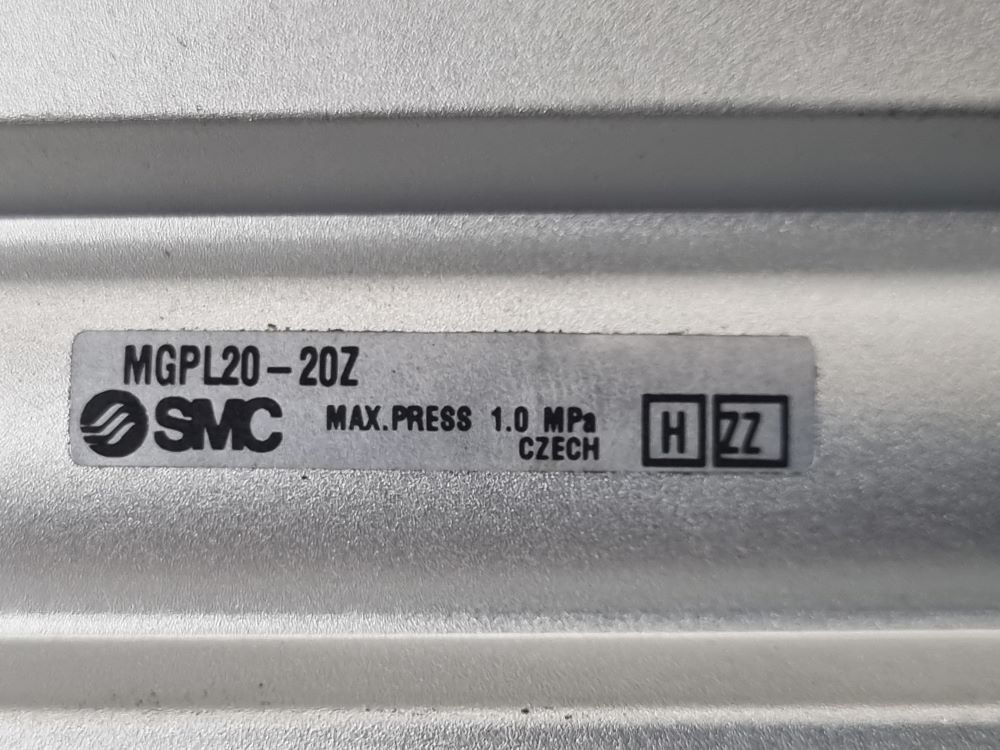 MGPL20-20Z
SMC MAX.PRESS 1.0 MPa H ZZ
CZECH